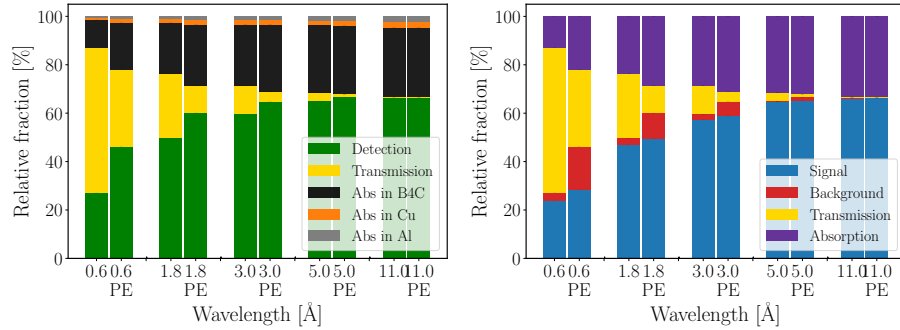 Relative fraction [%]
100
80
60
40
20
0
Detection
Transmission
Abs in B4C
Abs in Cu
Abs in Al
0.6 0.6 1.8 1.8 3.0 3.0 5.0 5.0 11.0 11.0
PE PE PE PE PE
Wavelength [Å]
Relative fraction [%]
100
80
60
40
20
0
Signal
Background
Transmission
Absorption
0.6 0.6 1.8 1.8 3.0 3.0 5.0 5.0 11.0 11.0
PE PE PE PE PE
Wavelength [Å]